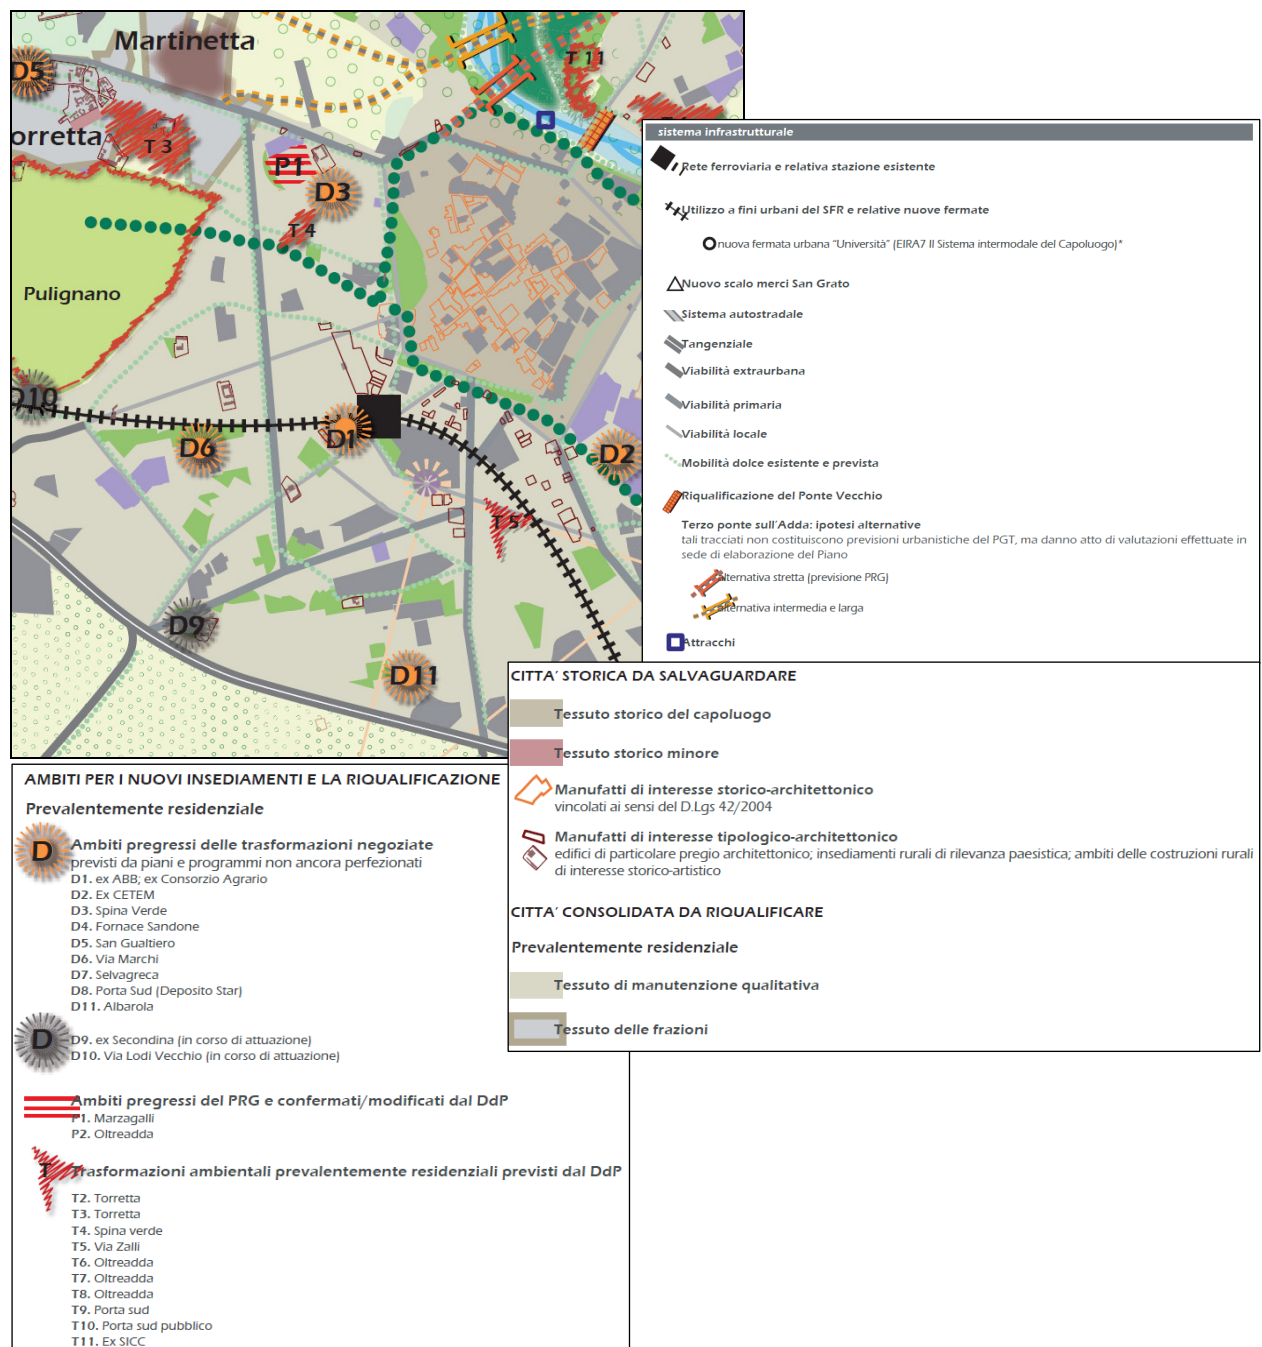 Martinetta
D5
T 11
orretta
T 3
P1
D3
T 4
Pulignano
D10
D6
D1
D2
T 5
D9
D11
sistema infrastrutturale
Rete ferroviaria e relativa stazione esistente
Utilizzo a fini urbani del SFR e relative nuove fermate
nuova fermata urbana “Università” (EIRA7 Il Sistema intermodale del Capoluogo)*
Nuovo scalo merci San Grato
Sistema autostradale
Tangenziale
Viabilità extraurbana
Viabilità primaria
Viabilità locale
Mobilità dolce esistente e prevista
Riqualificazione del Ponte Vecchio
Terzo ponte sull’Adda: ipotesi alternative
tali tracciati non costituiscono previsioni urbanistiche del PGT, ma danno atto di valutazioni effettuate in
sede di elaborazione del Piano
alternativa stretta (previsione PRG)
alternativa intermedia e larga
Attracchi
CITTA’ STORICA DA SALVAGUARDARE
Tessuto storico del capoluogo
Tessuto storico minore
Manufatti di interesse storico-architettonico
vincolati ai sensi del D.Lgs 42/2004
Manufatti di interesse tipologico-architettonico
edifici di particolare pregio architettonico; insediamenti rurali di rilevanza paesistica; ambiti delle costruzioni rurali
di interesse storico-artistico
CITTA’ CONSOLIDATA DA RIQUALIFICARE
Prevalentemente residenziale
Tessuto di manutenzione qualitativa
Tessuto delle frazioni
AMBITI PER I NUOVI INSEDIAMENTI E LA RIQUALIFICAZIONE
Prevalentemente residenziale
D
Ambiti pregressi delle trasformazioni negoziate
previsti da piani e programmi non ancora perfezionati
D1. ex ABB; ex Consorzio Agrario
D2. Ex CETEM
D3. Spina Verde
D4. Fornace Sandone
D5. San Gualtiero
D6. Via Marchi
D7. Selvagreca
D8. Porta Sud (Deposito Star)
D11. Albarola
D
D9. ex Secondina (in corso di attuazione)
D10. Via Lodi Vecchio (in corso di attuazione)
Ambiti pregressi del PRG e confermati/modificati dal DdP
P1. Marzagalli
P2. Oltreadda
T
Trasformazioni ambientali prevalentemente residenziali previsti dal DdP
T2. Torretta
T3. Torretta
T4. Spina verde
T5. Via Zalli
T6. Oltreadda
T7. Oltreadda
T8. Oltreadda
T9. Porta sud
T10. Porta sud pubblico
T11. Ex SICC